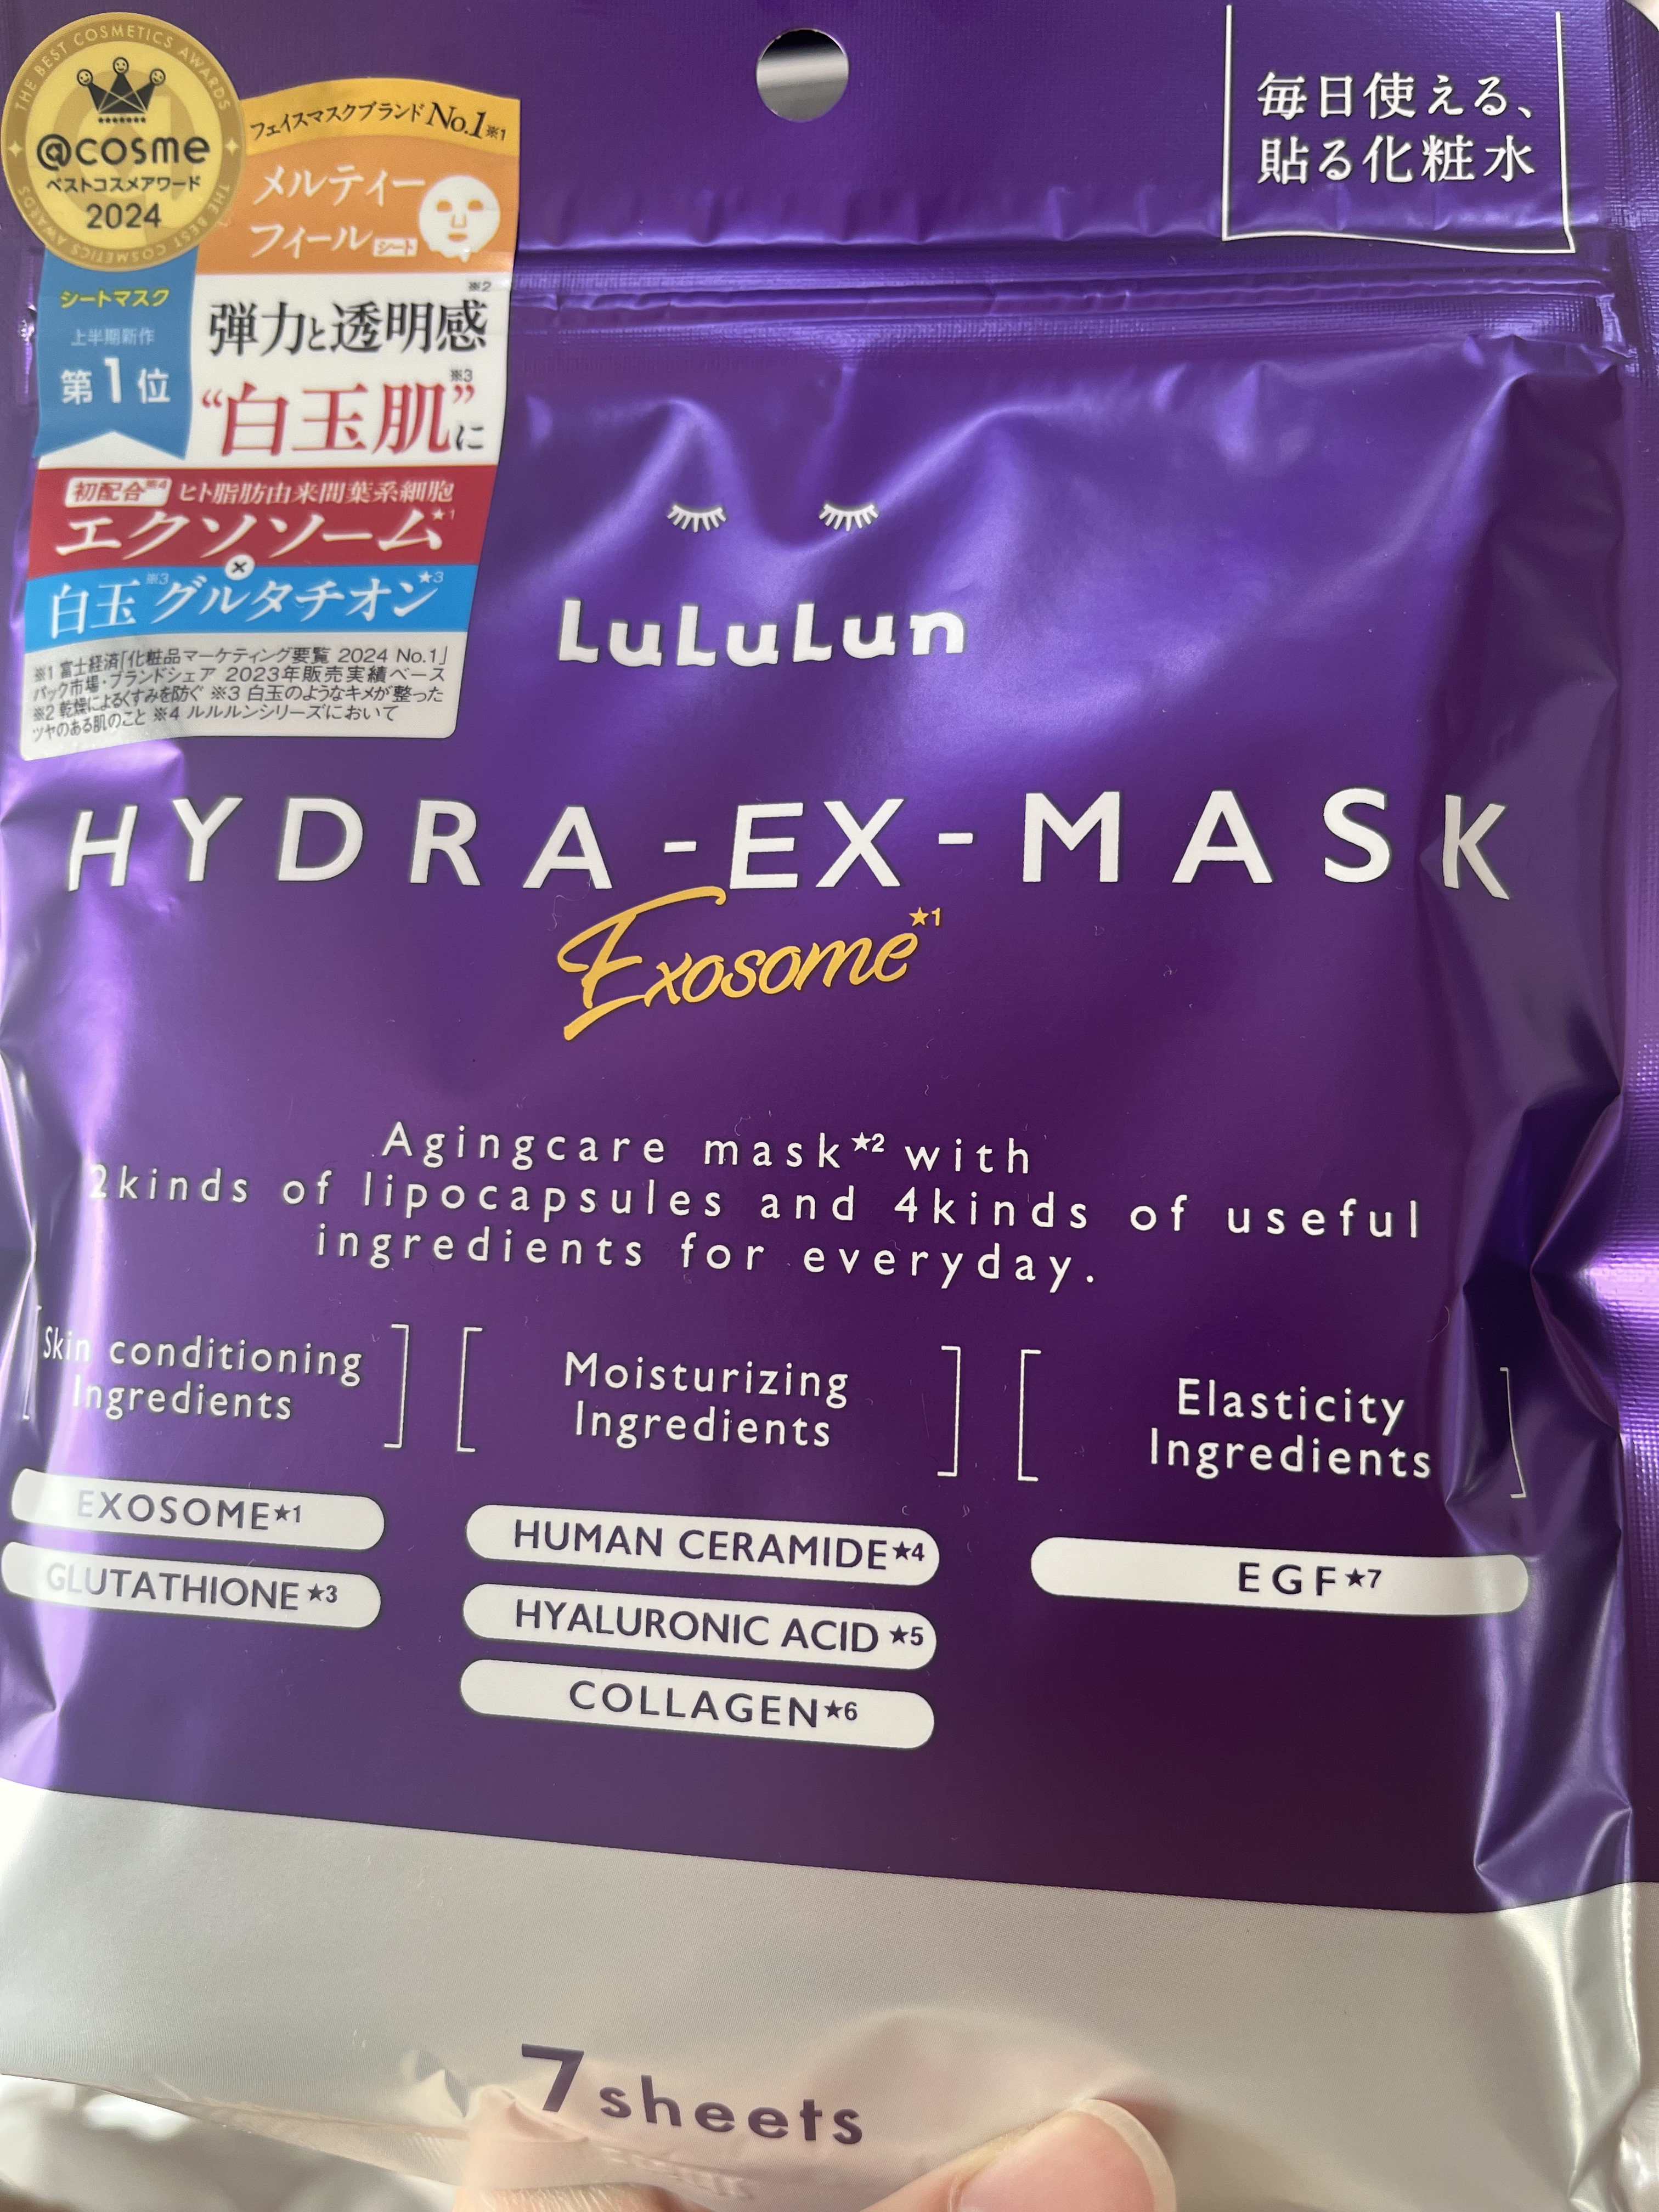 THE BEST COSMETICS AWARDS
@cosme
ベストコスメアワード
2024
THE BEST COSMETICS AWARDS
シートマスク
上半期新作
第1位
フェイスマスクブランド No.1※1
メルティー
フィール シート
弾力と透明感※2
“白玉肌”※3に
初配合※4 ヒト脂肪由来間葉系細胞
エクソソーム★1
×
白玉※3グルタチオン★3
※1 富士経済「化粧品マーケティング要覧 2024 No.1」
パック市場・ブランドシェア 2023年販売実績ベース
※2 乾燥によるくすみを防ぐ ※3 白玉のようなキメが整った
ツヤのある肌のこと ※4 ルルルンシリーズにおいて
毎日使える、
貼る化粧水
LuLuLun
HYDRA-EX-MASK
Exosome★1
Agingcare mask★2 with
2kinds of lipocapsules and 4kinds of useful
ingredients for everyday.
Skin conditioning
Ingredients
EXOSOME★1
GLUTATHIONE★3
Moisturizing
Ingredients
HUMAN CERAMIDE★4
HYALURONIC ACID★5
COLLAGEN★6
Elasticity
Ingredients
EGF★7
7sheets